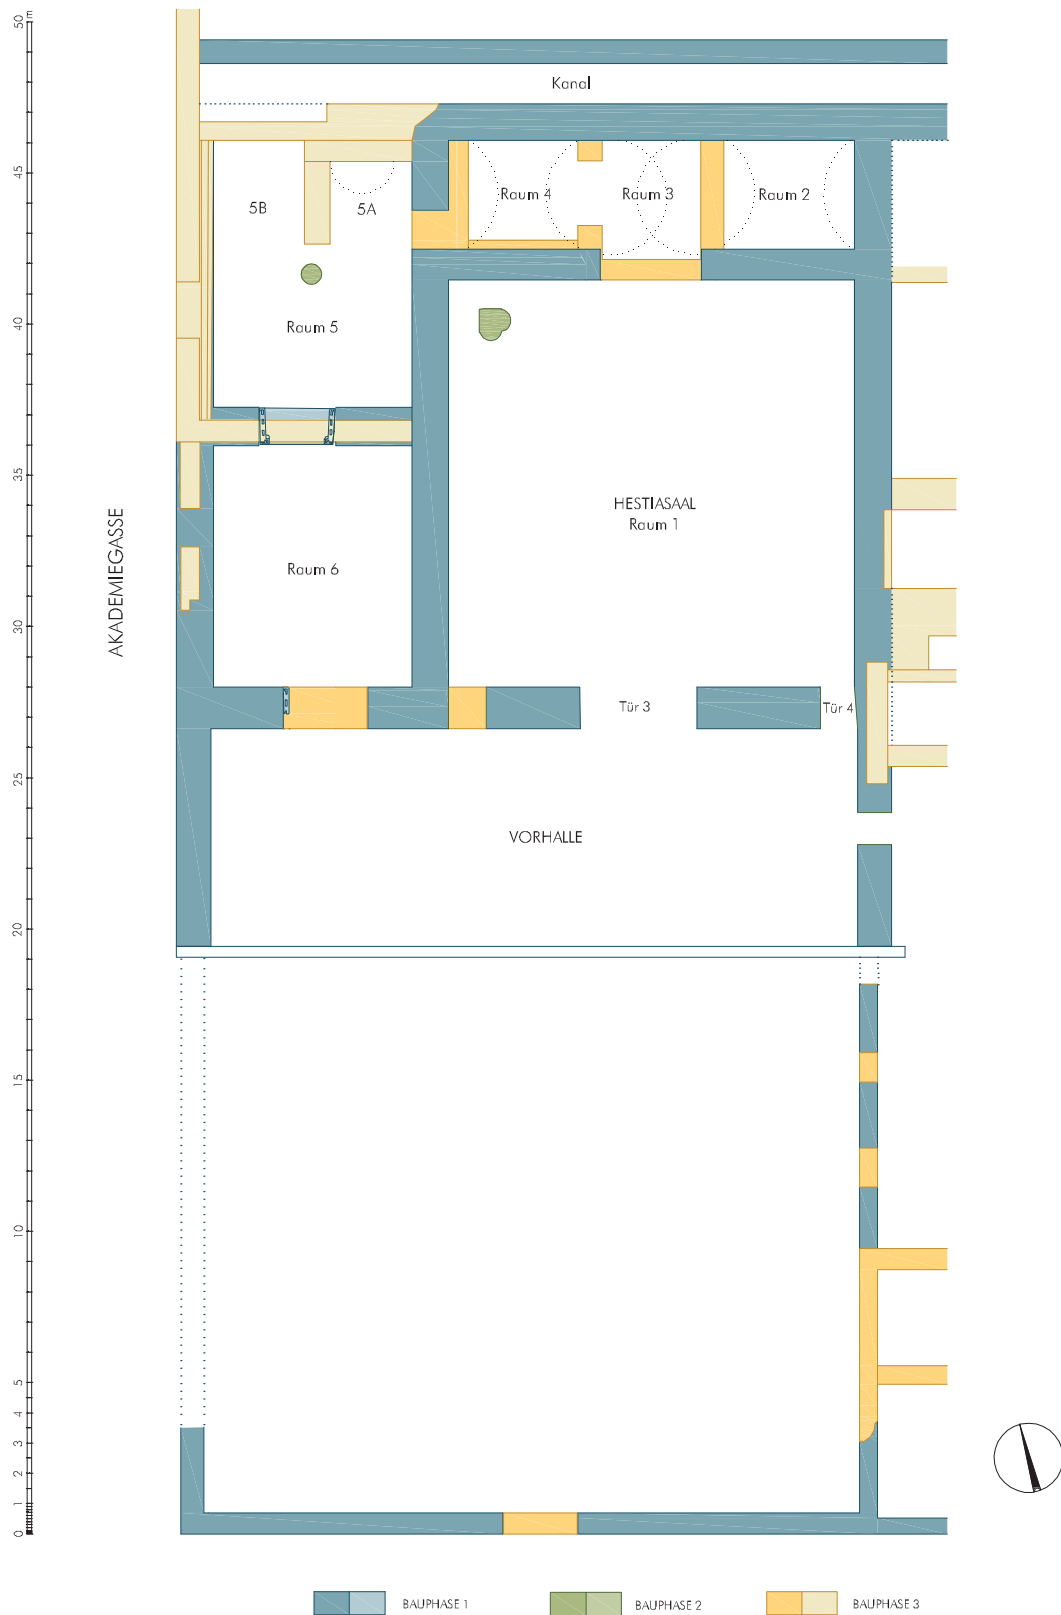 50 m
Kanal
45
Raum 4
Raum 3
Raum 2
5B
5A
40
Raum 5
35
HESTIASAAL
Raum 1
AKADEMIEGASSE
Raum 6
30
Tür 3
Tür 4
25
VORHALLE
20
15
10
5
4
3
2
1
0
BAUPHASE 1
BAUPHASE 2
BAUPHASE 3